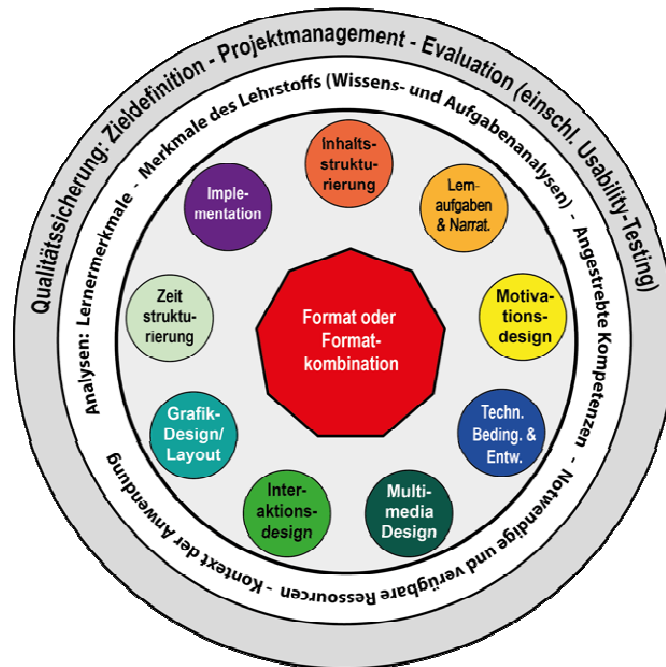 Qualitätssicherung: Zieldefinition - Projektmanagement - Evaluation (einschl. Usability-Testing)
Analysen: Lernermerkmale - Merkmale des Lehrstoffs (Wissens- und Aufgabenanalysen) - Angestrebte Kompetenzen - Notwendige und verfügbare Ressourcen - Kontext der Anwendung
Inhalts-
struktu-
rierung
Lern-
aufgaben
& Narrat.
Motiva-
tions-
design
Techn.
Beding. &
Entw.
Multi-
media
Design
Inter-
aktions-
design
Grafik-
Design/
Layout
Zeit
struktu-
rierung
Imple-
mentation
Format oder
Format-
kombination